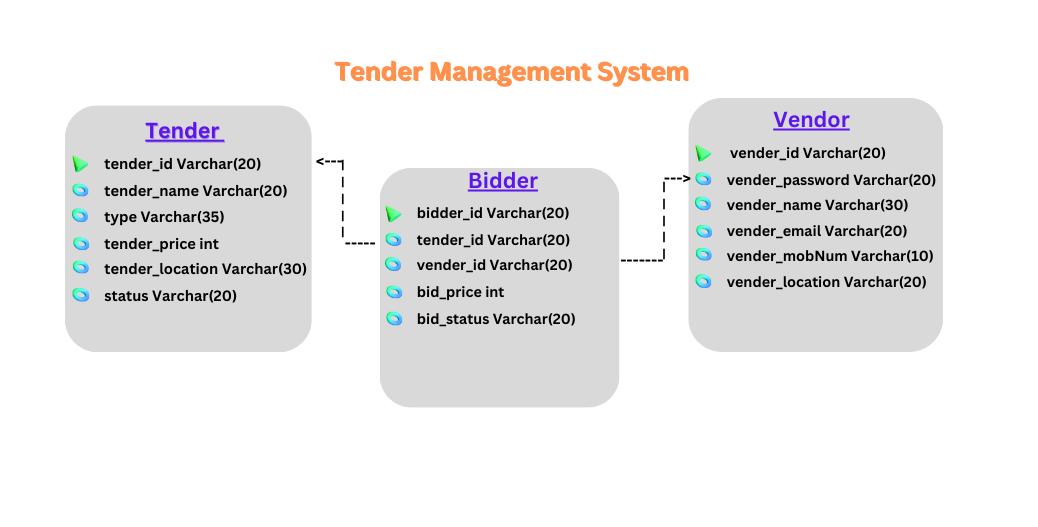 Tender Management System
Tender
tender_id Varchar(20)
tender_name Varchar(20)
type Varchar(35)
tender_price int
tender_location Varchar(30)
status Varchar(20)
Bidder
bidder_id Varchar(20)
tender_id Varchar(20)
vender_id Varchar(20)
bid_price int
bid_status Varchar(20)
Vendor
vender_id Varchar(20)
vender_password Varchar(20)
vender_name Varchar(30)
vender_email Varchar(20)
vender_mobNum Varchar(10)
vender_location Varchar(20)